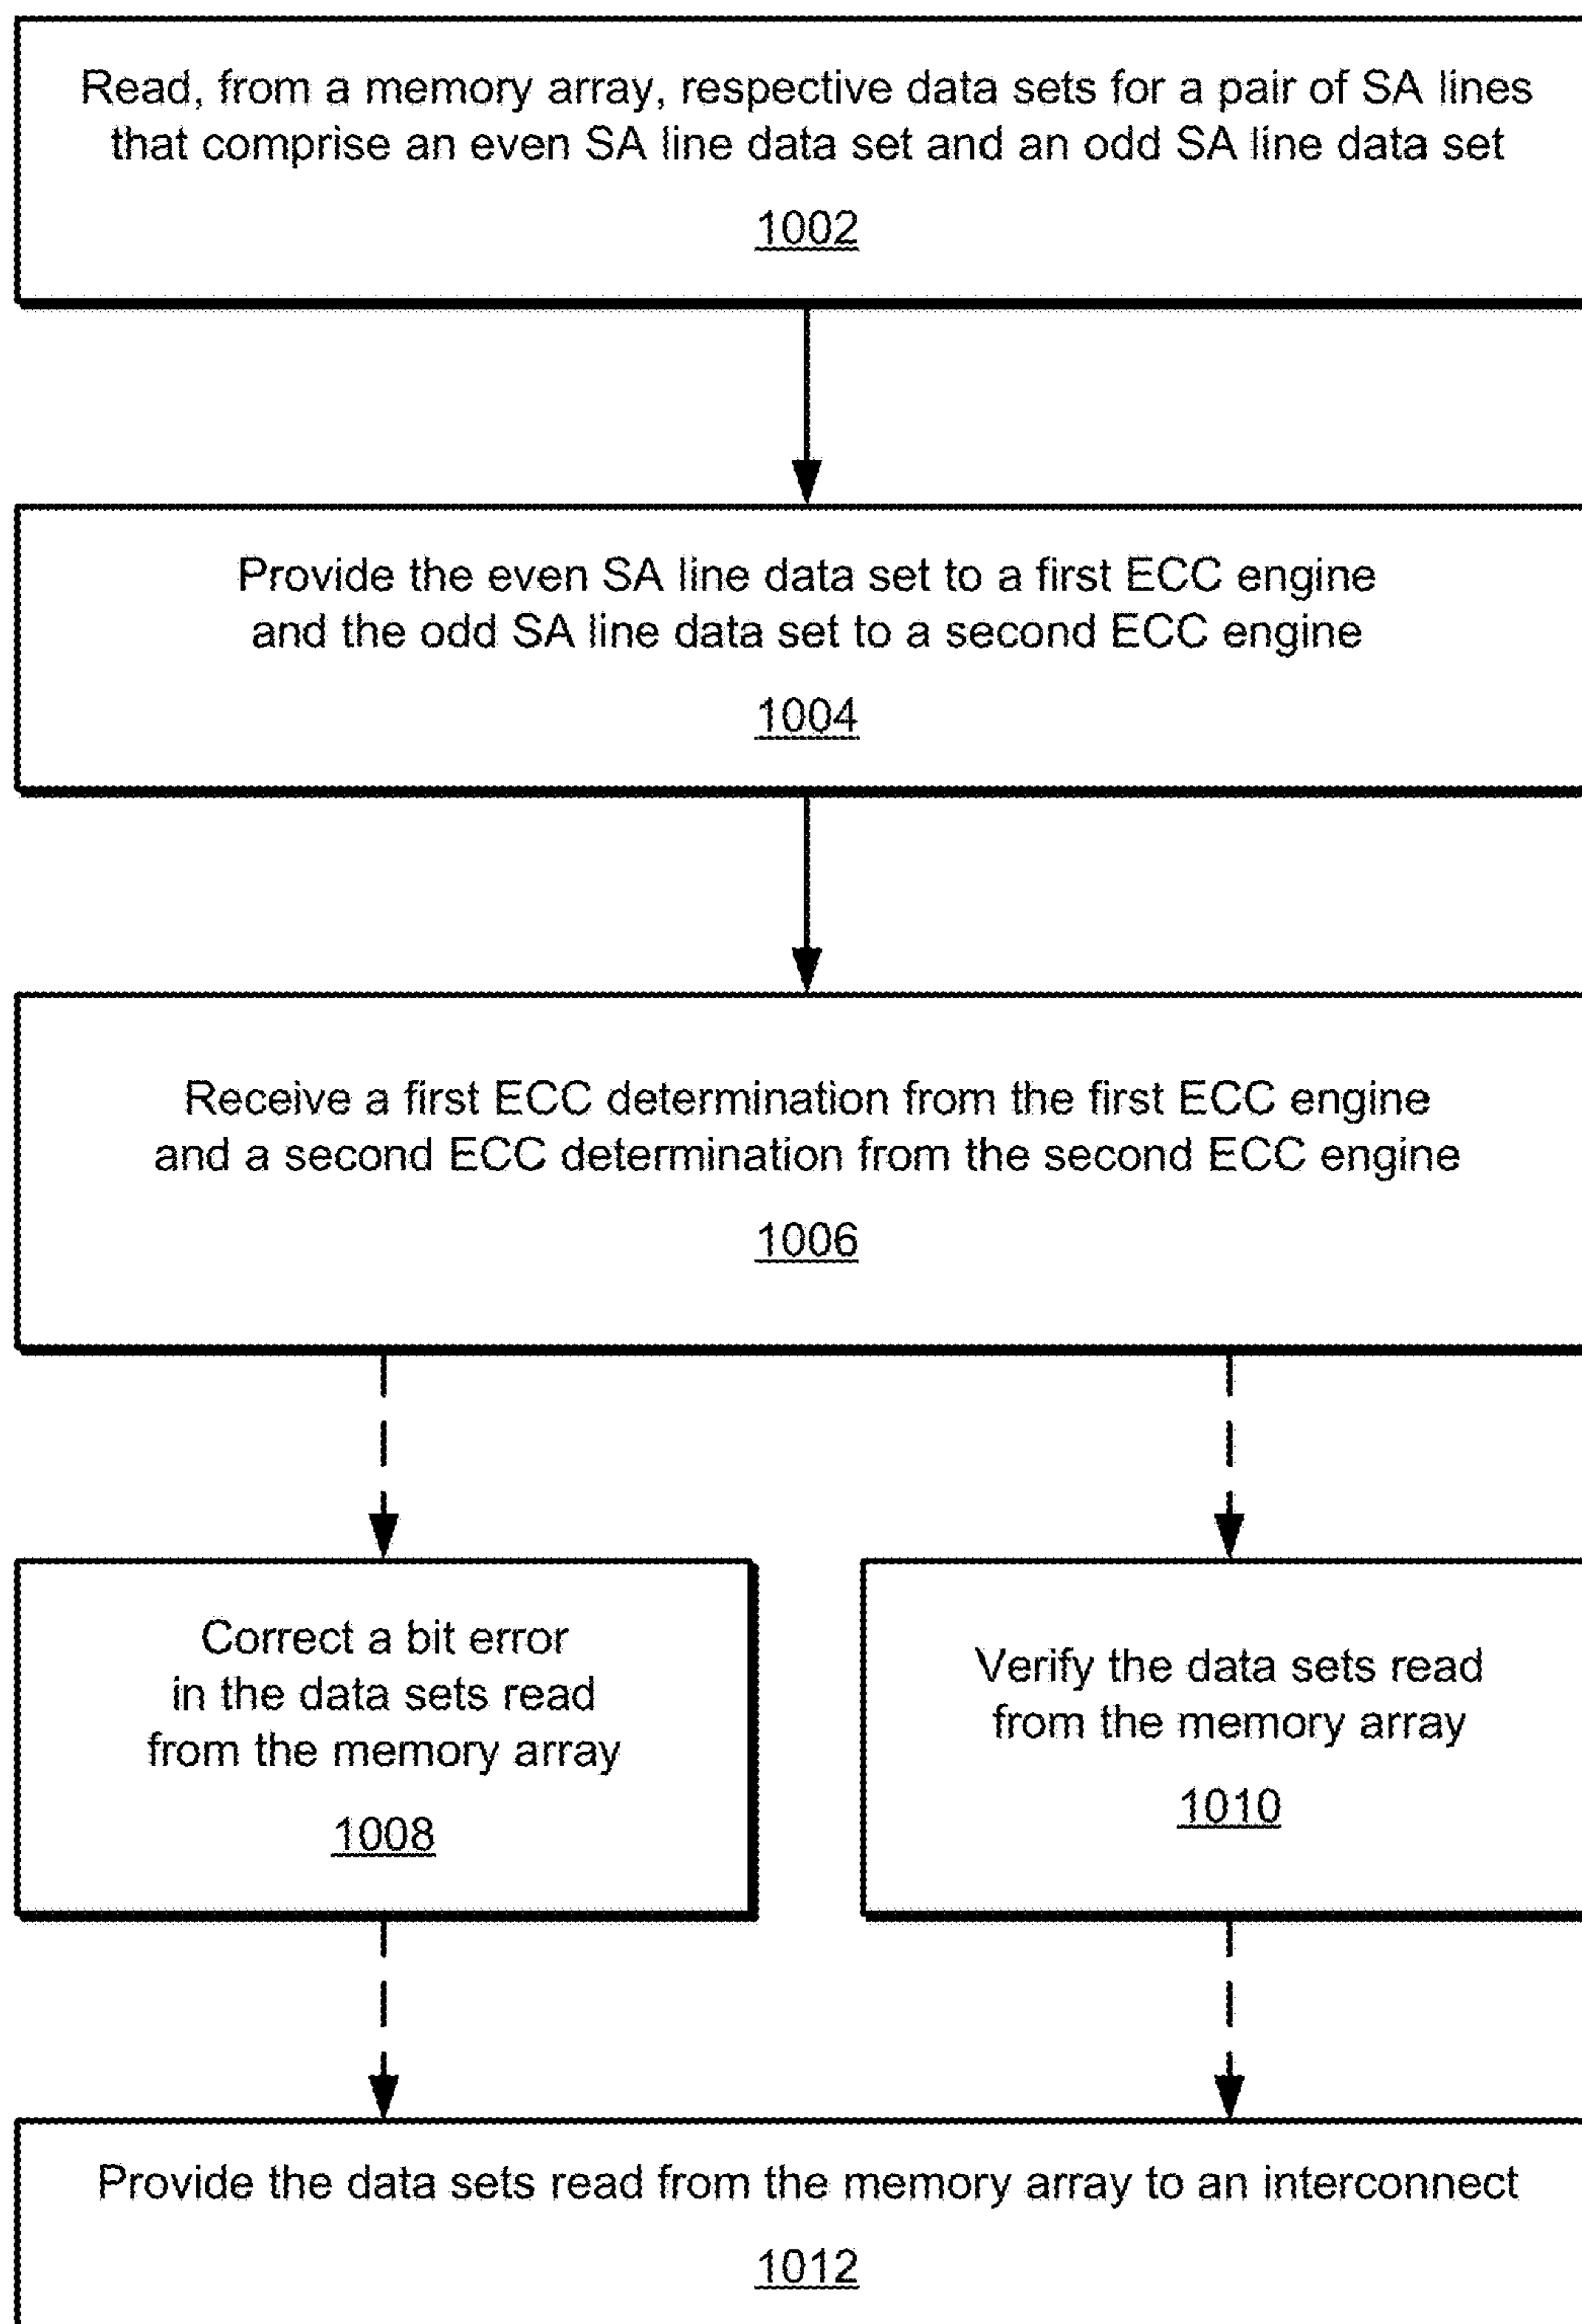 Read, from a memory array, respective data sets for a pair of SA lines
that comprise an even SA line data set and an odd SA line data set
1002
Provide the even SA line data set to a first ECC engine
and the odd SA line data set to a second ECC engine
1004
Receive a first ECC determination from the first ECC engine
and a second ECC determination from the second ECC engine
1006
Correct a bit error
in the data sets read
from the memory array
1008
Verify the data sets read
from the memory array
1010
Provide the data sets read from the memory array to an interconnect
1012